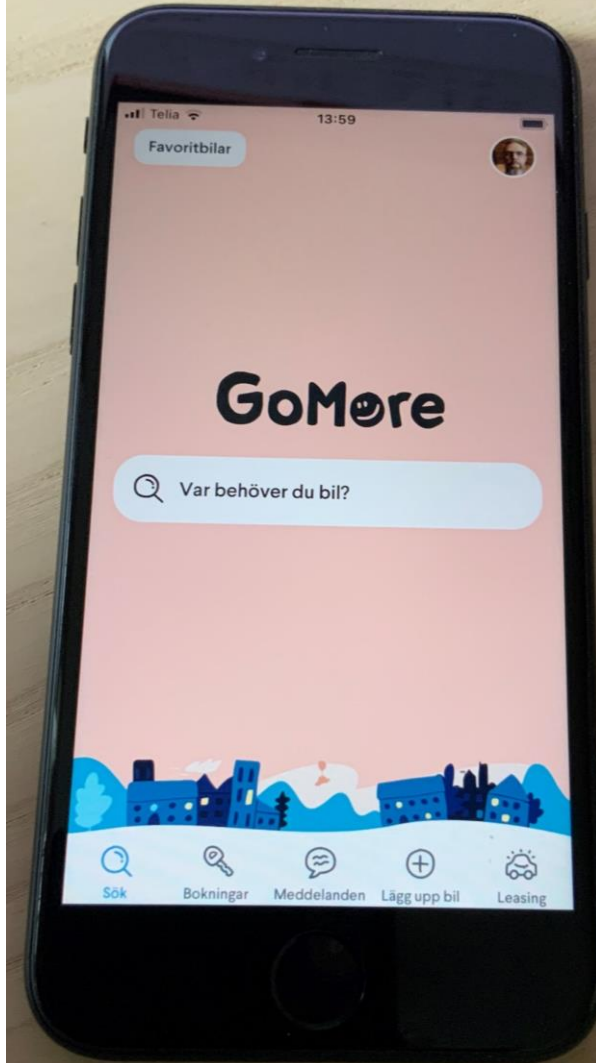 Telia
13:59
Favoritbilar
GoMore
Var behöver du bil?
Sök
Bokningar
Meddelanden
Lägg upp bil
Leasing